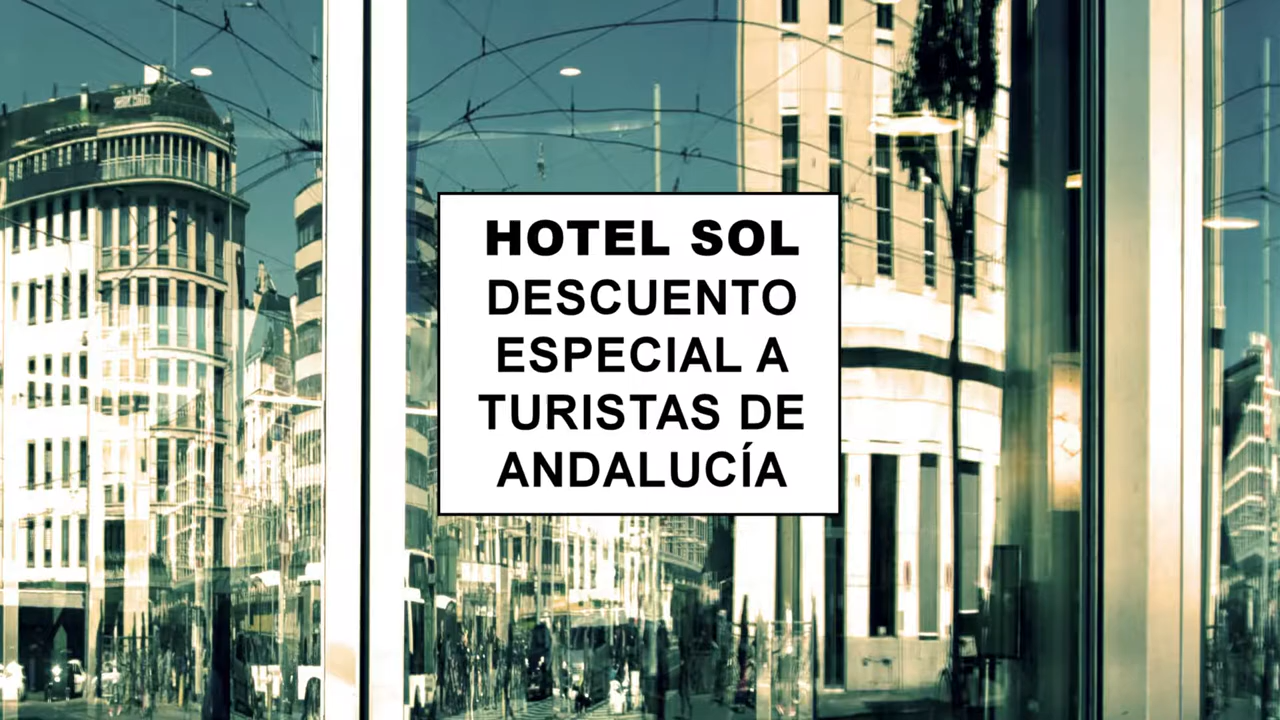 HOTEL SOL
DESCUENTO
ESPECIAL A
TURISTAS DE
ANDALUCÍA